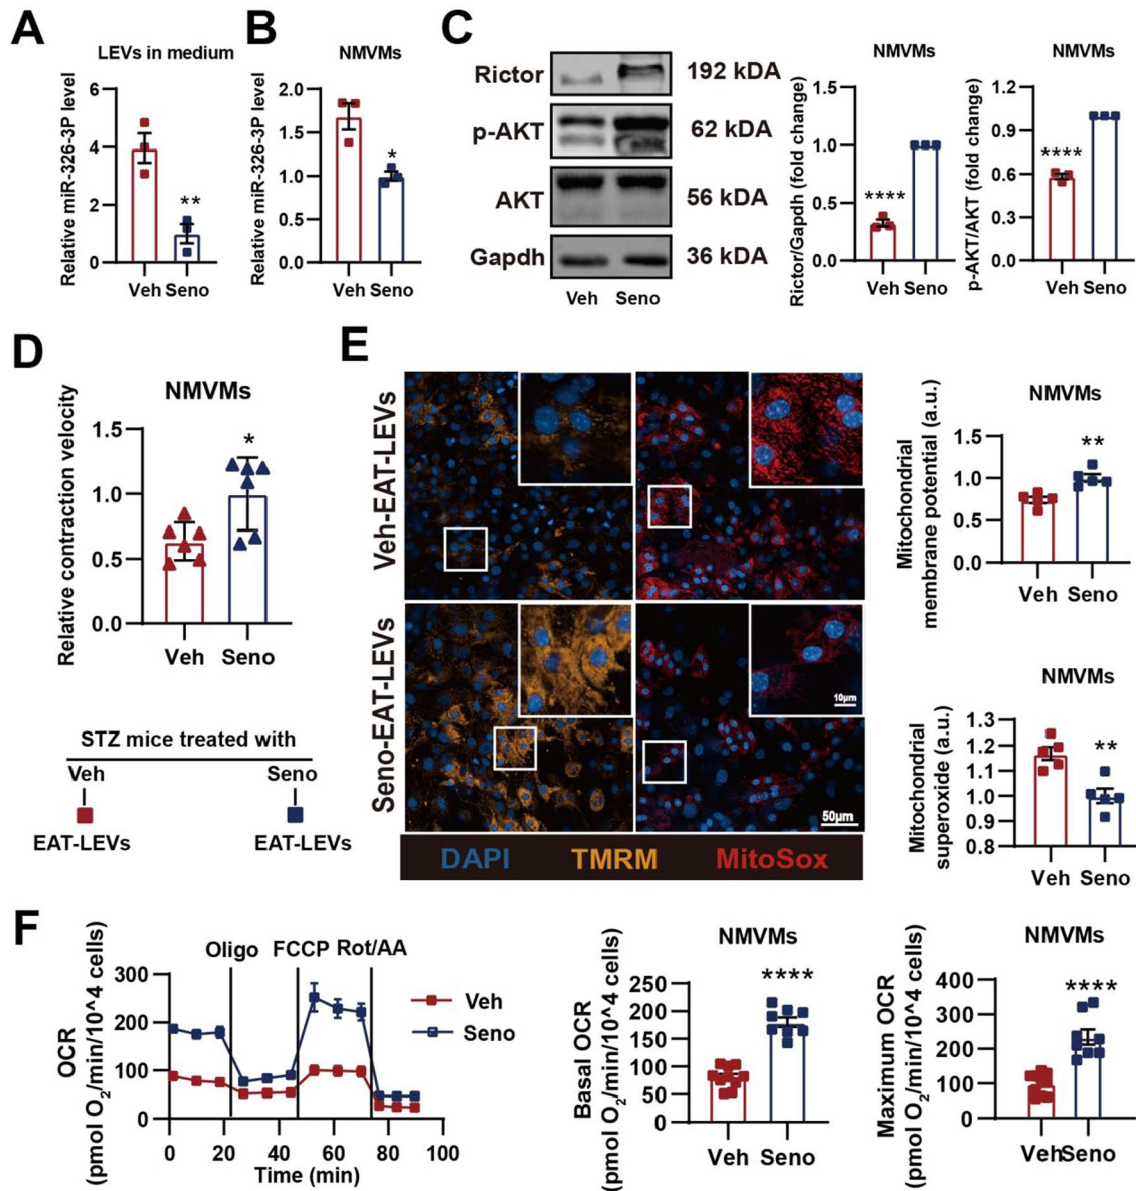 A
LEVs in medium
Relative miR-326-3P level
6
4
2
0
**
Veh Seno
B
NMVMs
Relative miR-326-3P level
2.0
1.5
1.0
0.5
0.0
*
Veh Seno
C
Rictor
192 kDA
p-AKT
62 kDA
AKT
56 kDA
Gapdh
36 kDA
Veh Seno
NMVMs
Rictor/Gapdh (fold change)
1.5
1.0
0.5
0.0
****
Veh Seno
NMVMs
p-AKT/AKT (fold change)
1.2
0.9
0.6
0.3
0.0
****
Veh Seno
D
NMVMs
Relative contraction velocity
1.5
1.0
0.5
0.0
*
Veh Seno
STZ mice treated with
Veh Seno
EAT-LEVs EAT-LEVs
E
Veh-EAT-LEVs
Seno-EAT-LEVs
10μm
50μm
DAPI TMRM MitoSox
NMVMs
Mitochondrial
membrane potential (a.u.)
1.5
1.0
0.5
0.0
**
Veh Seno
NMVMs
Mitochondrial
superoxide (a.u.)
1.3
1.2
1.1
1.0
0.9
0.8
**
Veh Seno
F
OCR
(pmol O2/min/10^4 cells)
Oligo FCCP Rot/AA
300
200
100
0
0 20 40 60 80 100
Time (min)
Veh
Seno
NMVMs
Basal OCR
(pmol O2/min/10^4 cells)
250
200
150
100
50
0
****
Veh Seno
NMVMs
Maximum OCR
(pmol O2/min/10^4 cells)
400
300
200
100
0
****
VehSeno